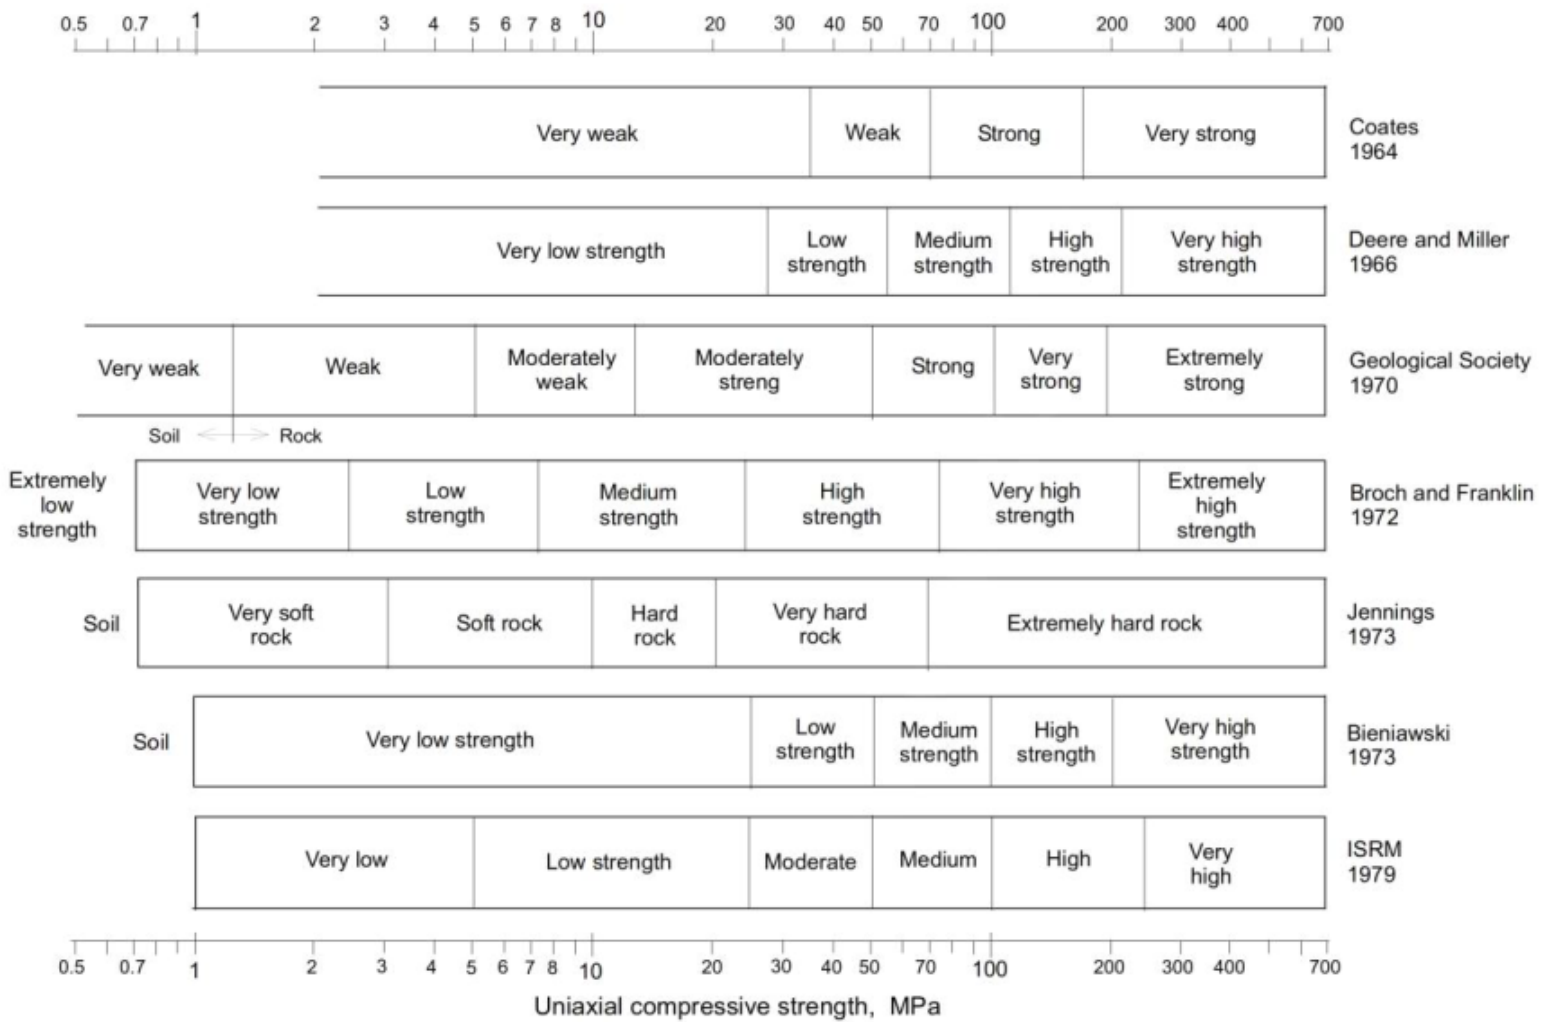 0.5 0.7 1 2 3 4 5 6 7 8 10 20 30 40 50 70 100 200 300 400 700
Very weak Weak Strong Very strong
Coates
1964
Very low strength
Low
strength
Medium
strength
High
strength
Very high
strength
Deere and Miller
1966
Very weak
Weak
Moderately
weak
Moderately
streng
Strong
Very
strong
Extremely
strong
Geological Society
1970
Soil Rock
Extremely
low
strength
Very low
strength
Low
strength
Medium
strength
High
strength
Very high
strength
Extremely
high
strength
Broch and Franklin
1972
Soil
Very soft
rock
Soft rock
Hard
rock
Very hard
rock
Extremely hard rock
Jennings
1973
Soil
Very low strength
Low
strength
Medium
strength
High
strength
Very high
strength
Bieniawski
1973
Very low
Low strength
Moderate
Medium
High
Very
high
ISRM
1979
0.5 0.7 1 2 3 4 5 6 7 8 10 20 30 40 50 70 100 200 300 400 700
Uniaxial compressive strength, MPa